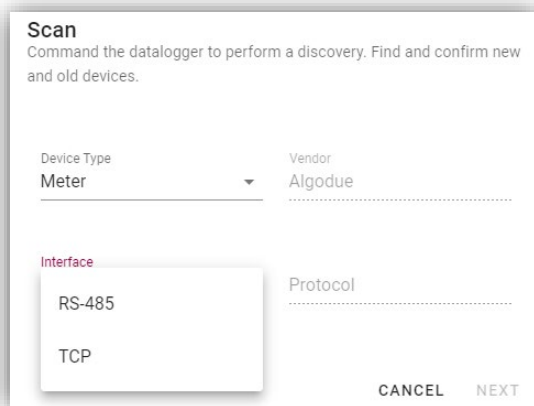 Scan
Command the datalogger to perform a discovery. Find and confirm new
and old devices.
Device Type
Meter
Vendor
Algodue
Interface
RS-485
TCP
Protocol
CANCEL
NEXT